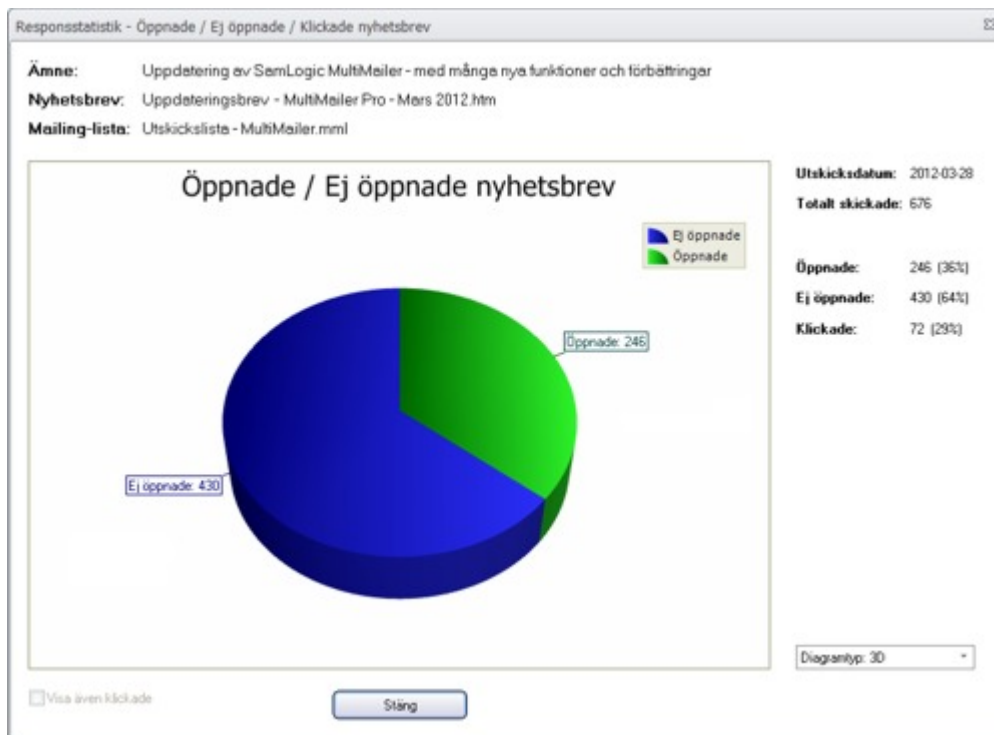 Responsstatistik - Öppnade / Ej öppnade / Klickade nyhetsbrev
Ämne: Uppdatering av SamLogic MultiMailer - med många nya funktioner och förbättringar
Nyhetsbrev: Uppdateringsbrev - MultiMailer Pro - Mars 2012.htm
Mailing-lista: Utskickslista - MultiMailer.mml
Öppnade / Ej öppnade nyhetsbrev
Ej öppnade
Öppnade
Öppnade: 246
Ej öppnade: 430
Utskicksdatum: 2012-03-28
Totalt skickade: 676
Öppnade: 246 (36%)
Ej öppnade: 430 (64%)
Klickade: 72 (29%)
Diagramtyp: 3D
Visa även klickade
Stäng